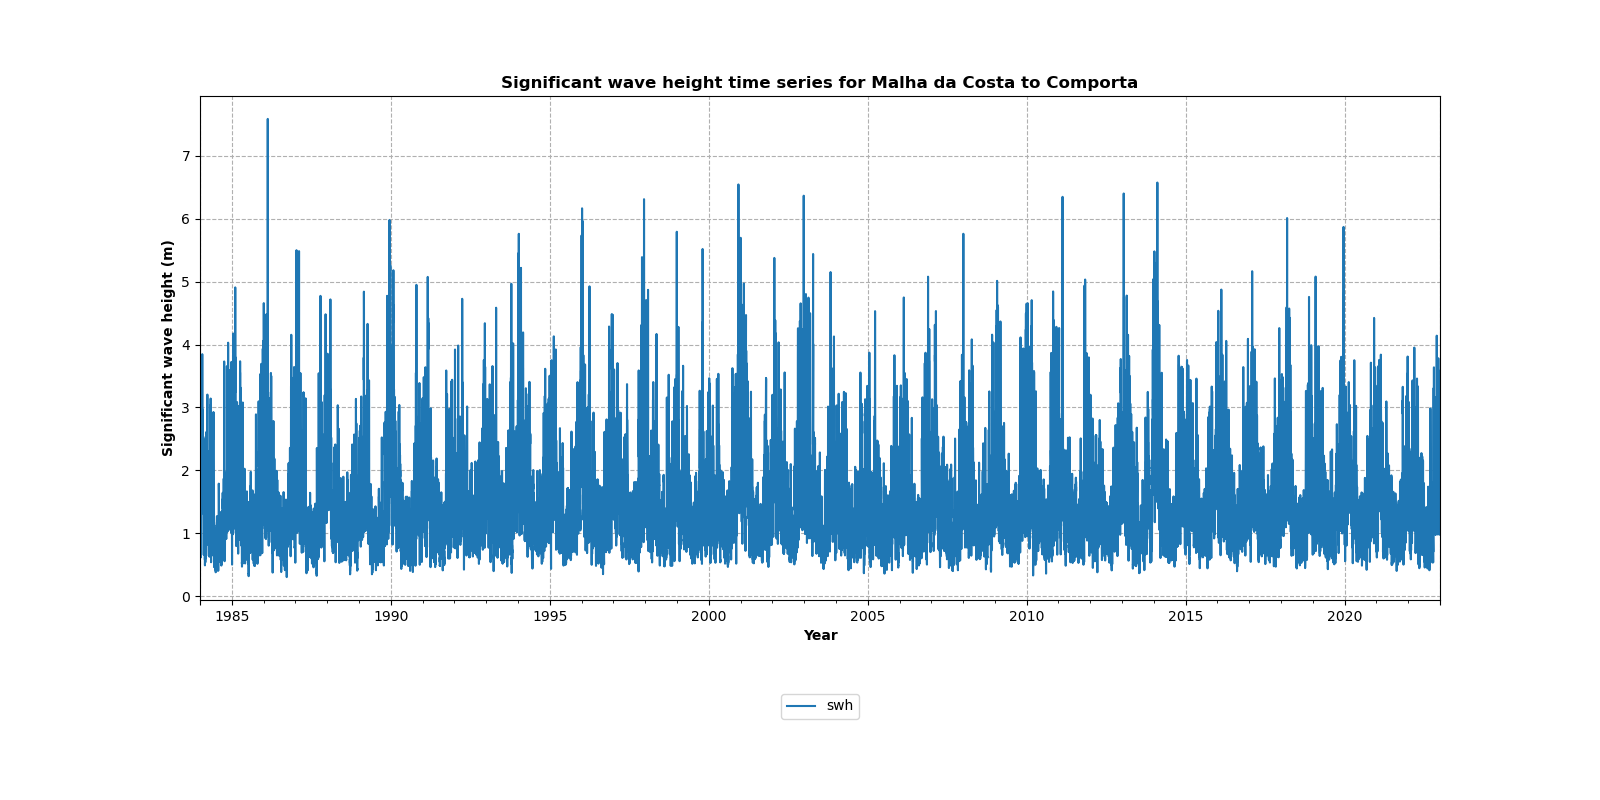 Significant wave height time series for Malha da Costa to Comporta
Significant wave height (m)
7
6
5
4
3
2
1
0
1985 1990 1995 2000 2005 2010 2015 2020
Year
swh